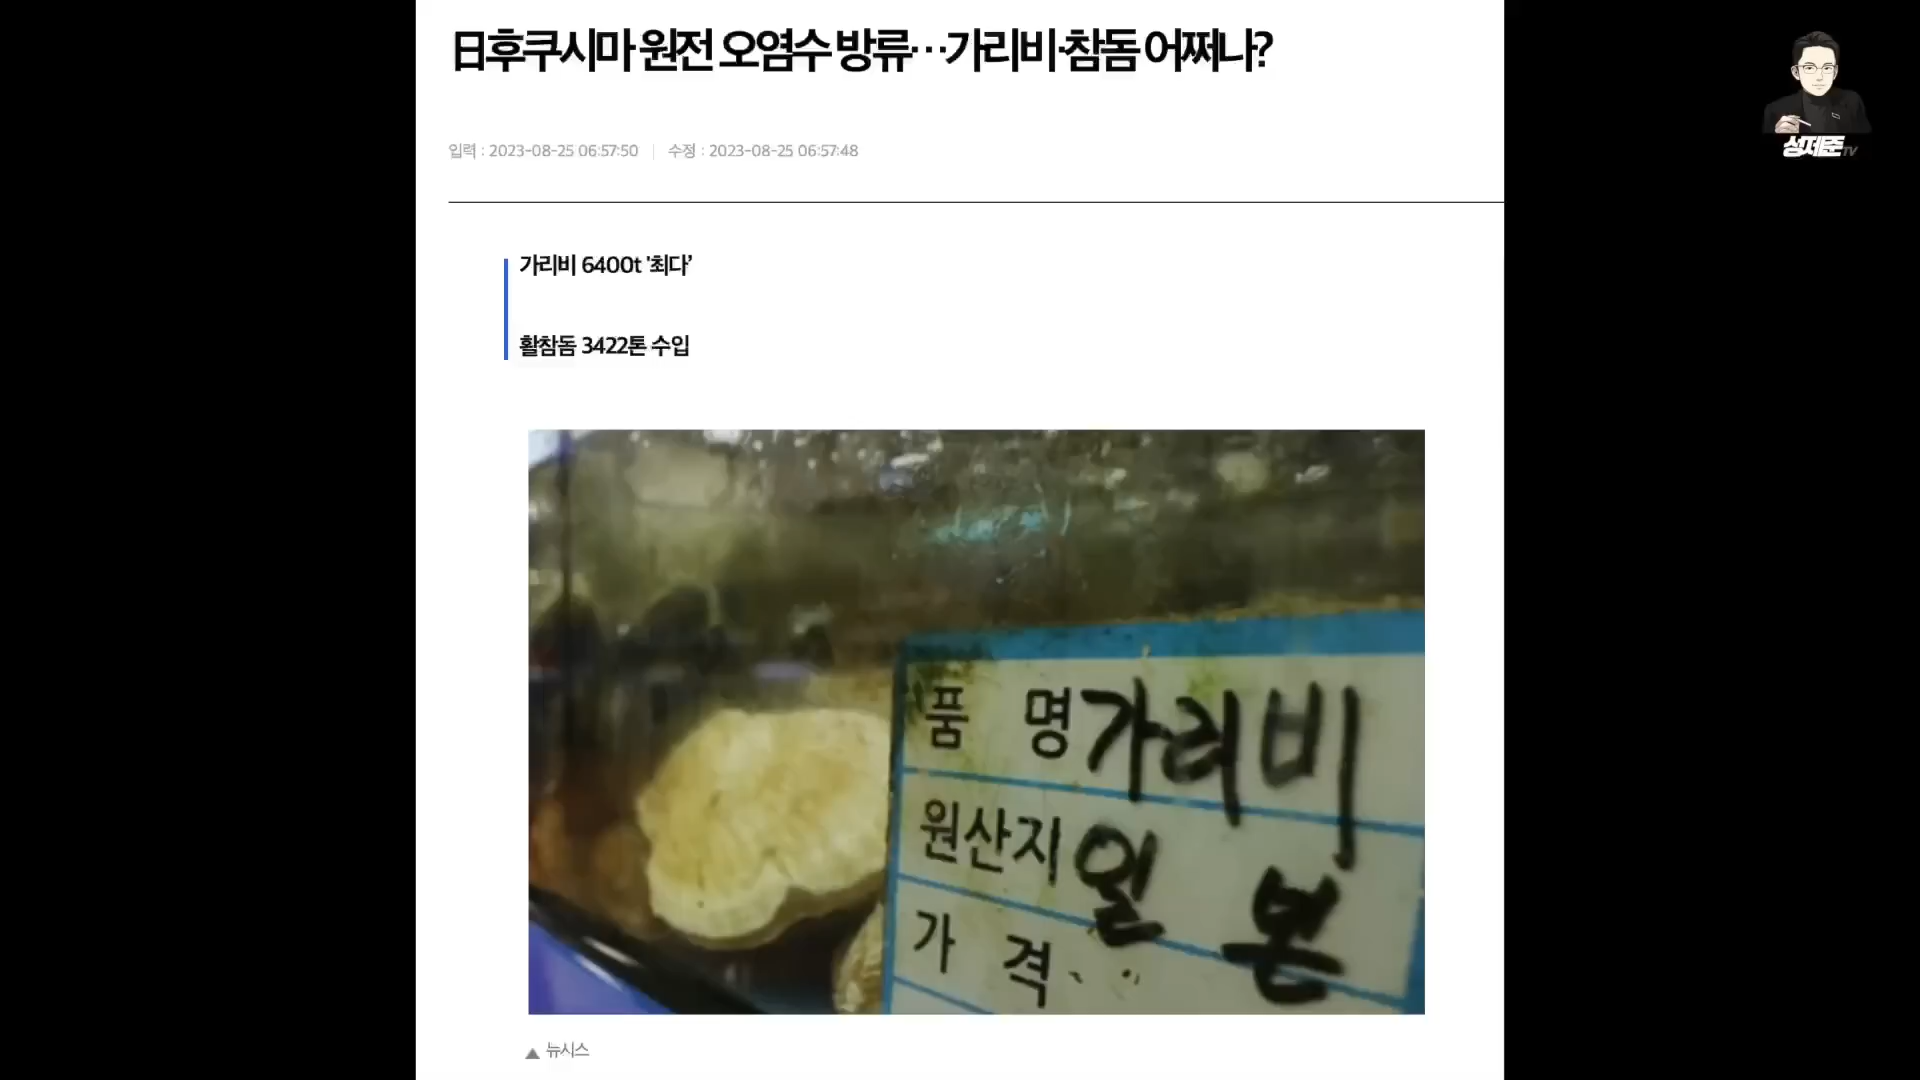 日후쿠시마 원전 오염수 방류…가리비·참돔 어쩌나?
성제준TV
입력 : 2023-08-25 06:57:50 | 수정 : 2023-08-25 06:57:48
가리비 6400t '최다’
활참돔 3422톤 수입
품 명 가리비
원산지 일본
가 격
▲ 뉴시스